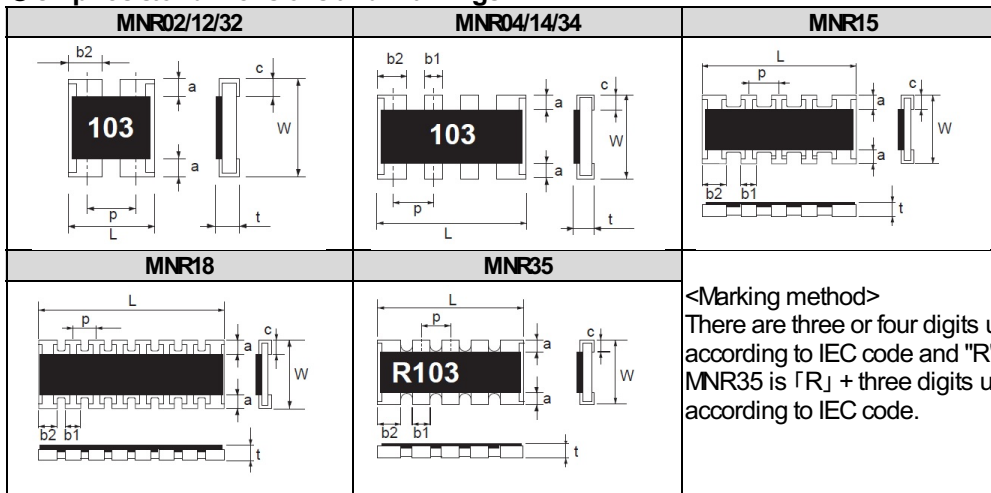 MNR02/12/32
MNR04/14/34
MNR15
b2
c
a
103
W
a
p
L
t
b2
b1
c
a
103
W
a
p
L
t
L
p
a
W
a
b2
b1
t
MNR18
MNR35
L
p
c
a
W
a
b2
b1
t
L
p
c
a
R103
W
a
b2
b1
t
<Marking method>
There are three or four digits
according to IEC code and "R"
MNR35 is「R」+ three digits
according to IEC code.